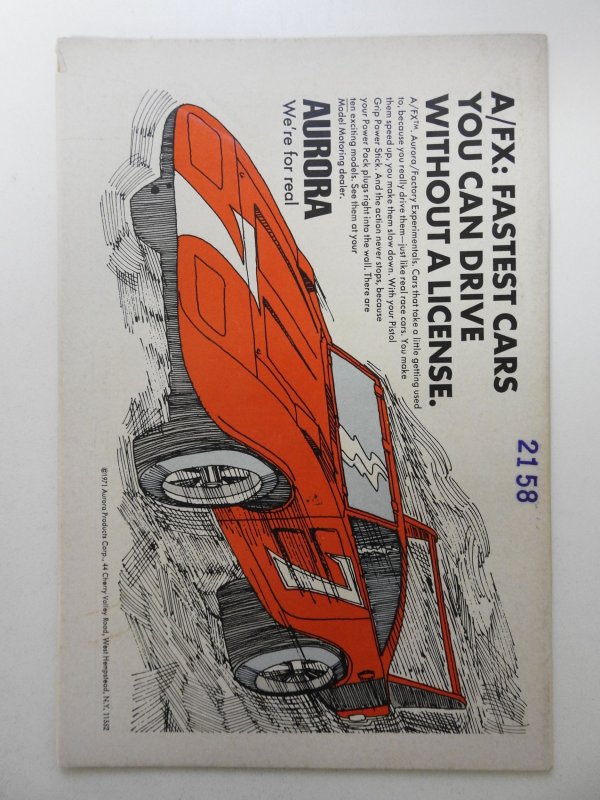 A/FX: FASTEST CARS
YOU CAN DRIVE
WITHOUT A LICENSE.
A/FX™. Aurora/Factory Experimentals. Cars that take a little getting used
to, because you really drive them—just like real race cars. You make
them speed up, you make them slow down. With your Pistol
Grip Power Stick. And the action never stops, because
your Power Pack plugs right into the wall. There are
ten exciting models. See them at your
Model Motoring dealer.
AURORA
We're for real
2158
7
©1971 Aurora Products Corp., 44 Cherry Valley Road, West Hempstead, N.Y. 11552